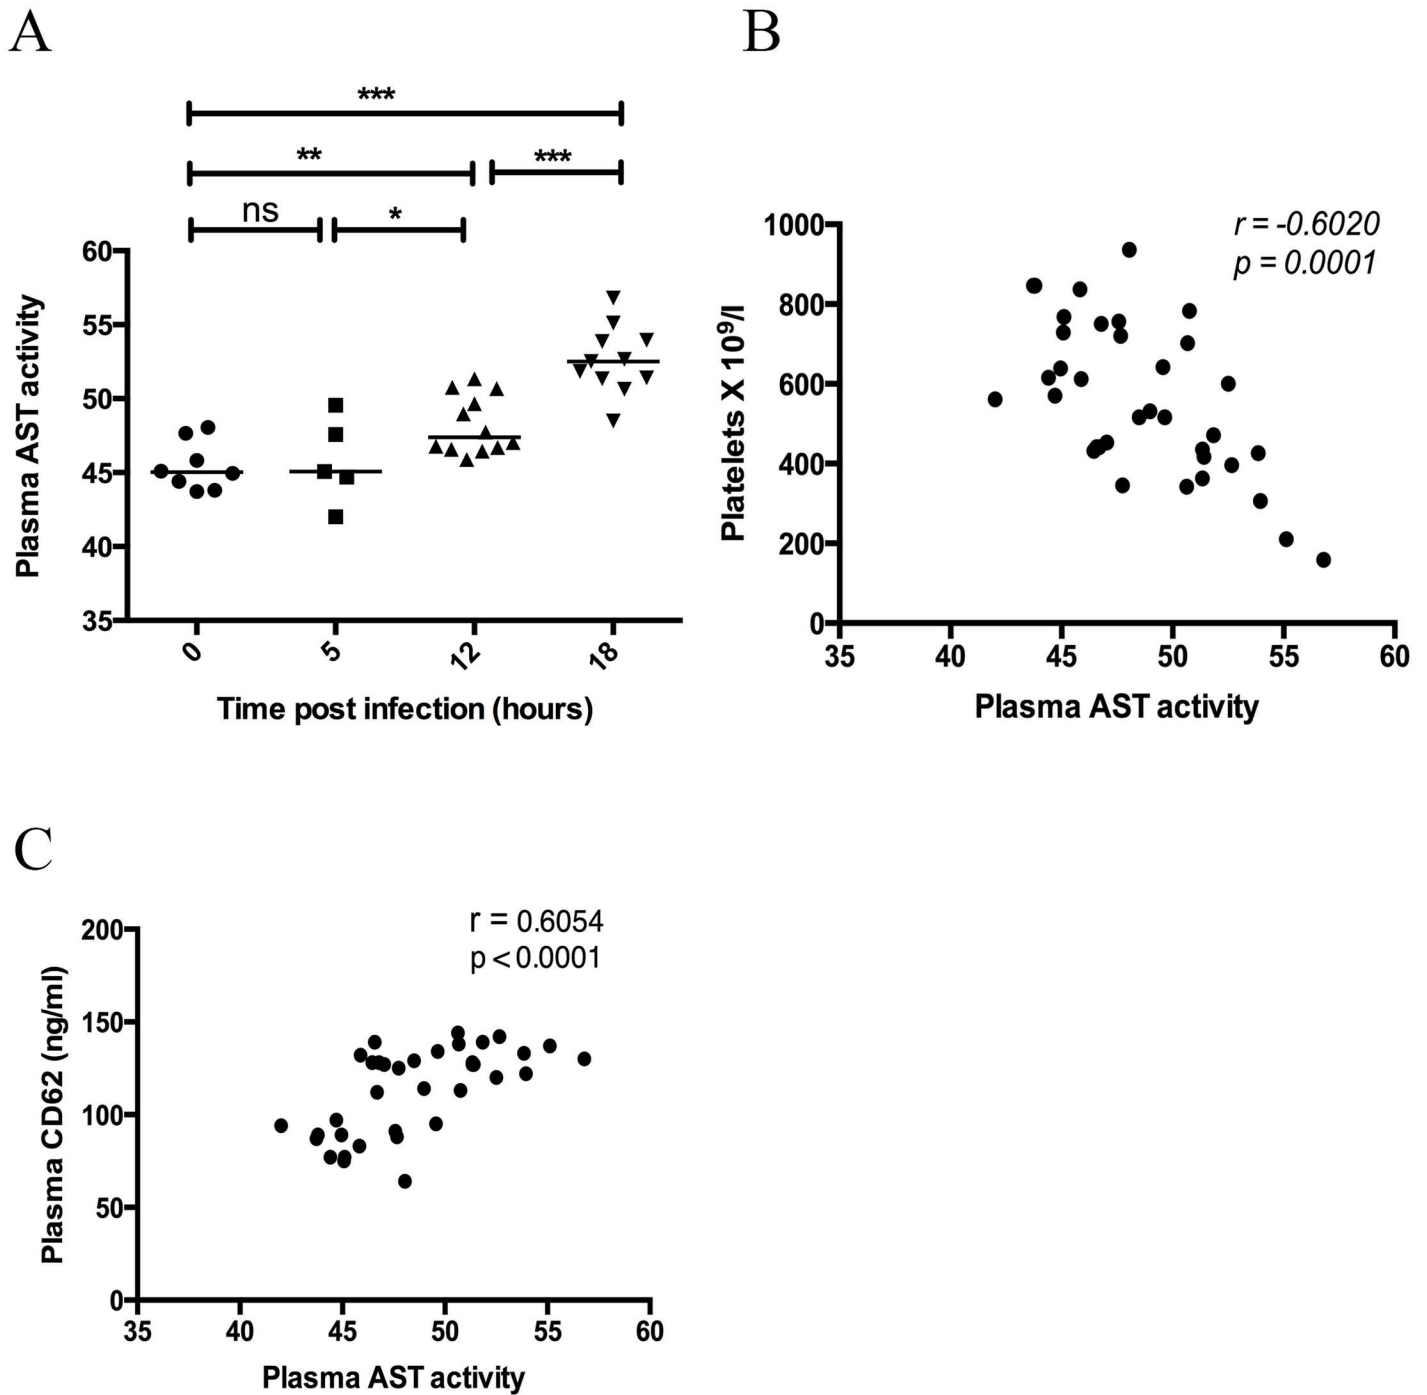 A
***
**
***
ns
*
60
55
50
45
40
35
Plasma AST activity
0
5
12
18
Time post infection (hours)
B
r = -0.6020
p = 0.0001
1000
800
600
400
200
0
Platelets X 10⁹/l
35
40
45
50
55
60
Plasma AST activity
C
r = 0.6054
p < 0.0001
200
150
100
50
0
Plasma CD62 (ng/ml)
35
40
45
50
55
60
Plasma AST activity